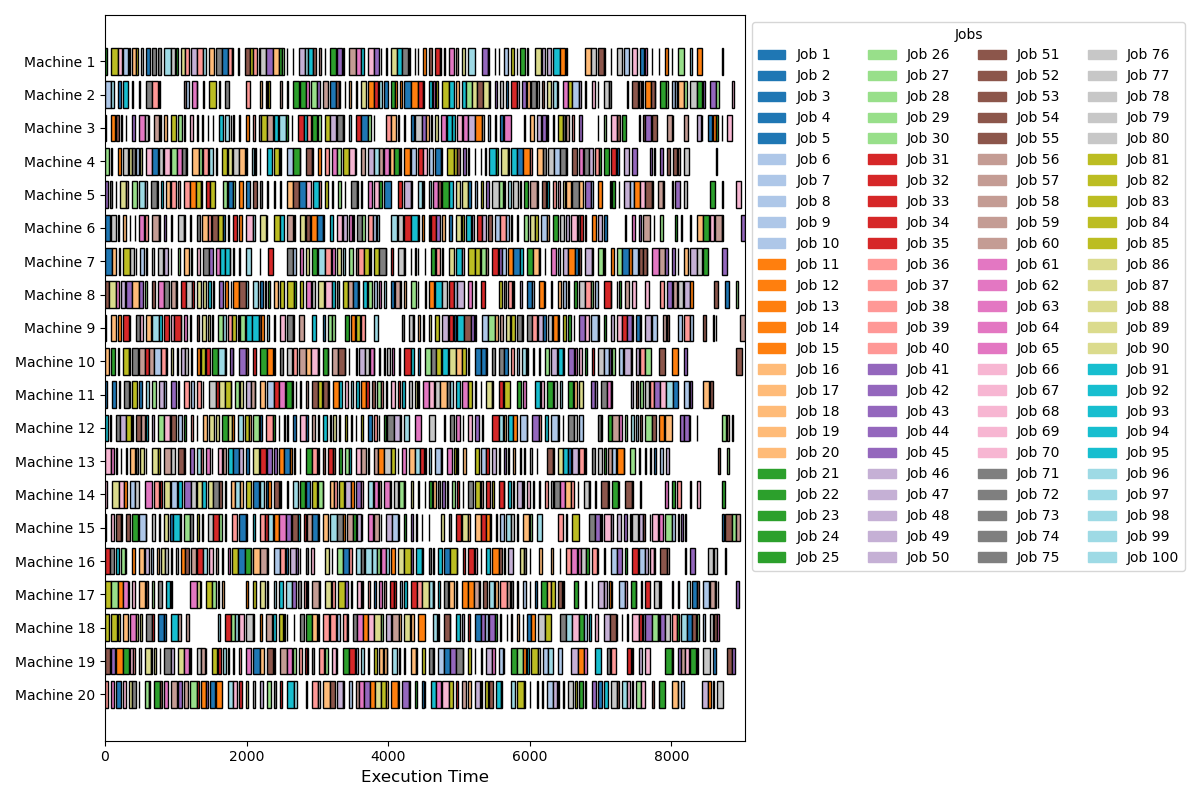 Machine 1
Machine 2
Machine 3
Machine 4
Machine 5
Machine 6
Machine 7
Machine 8
Machine 9
Machine 10
Machine 11
Machine 12
Machine 13
Machine 14
Machine 15
Machine 16
Machine 17
Machine 18
Machine 19
Machine 20
0 2000 4000 6000 8000
Execution Time
Jobs
Job 1 Job 26 Job 51 Job 76
Job 2 Job 27 Job 52 Job 77
Job 3 Job 28 Job 53 Job 78
Job 4 Job 29 Job 54 Job 79
Job 5 Job 30 Job 55 Job 80
Job 6 Job 31 Job 56 Job 81
Job 7 Job 32 Job 57 Job 82
Job 8 Job 33 Job 58 Job 83
Job 9 Job 34 Job 59 Job 84
Job 10 Job 35 Job 60 Job 85
Job 11 Job 36 Job 61 Job 86
Job 12 Job 37 Job 62 Job 87
Job 13 Job 38 Job 63 Job 88
Job 14 Job 39 Job 64 Job 89
Job 15 Job 40 Job 65 Job 90
Job 16 Job 41 Job 66 Job 91
Job 17 Job 42 Job 67 Job 92
Job 18 Job 43 Job 68 Job 93
Job 19 Job 44 Job 69 Job 94
Job 20 Job 45 Job 70 Job 95
Job 21 Job 46 Job 71 Job 96
Job 22 Job 47 Job 72 Job 97
Job 23 Job 48 Job 73 Job 98
Job 24 Job 49 Job 74 Job 99
Job 25 Job 50 Job 75 Job 100